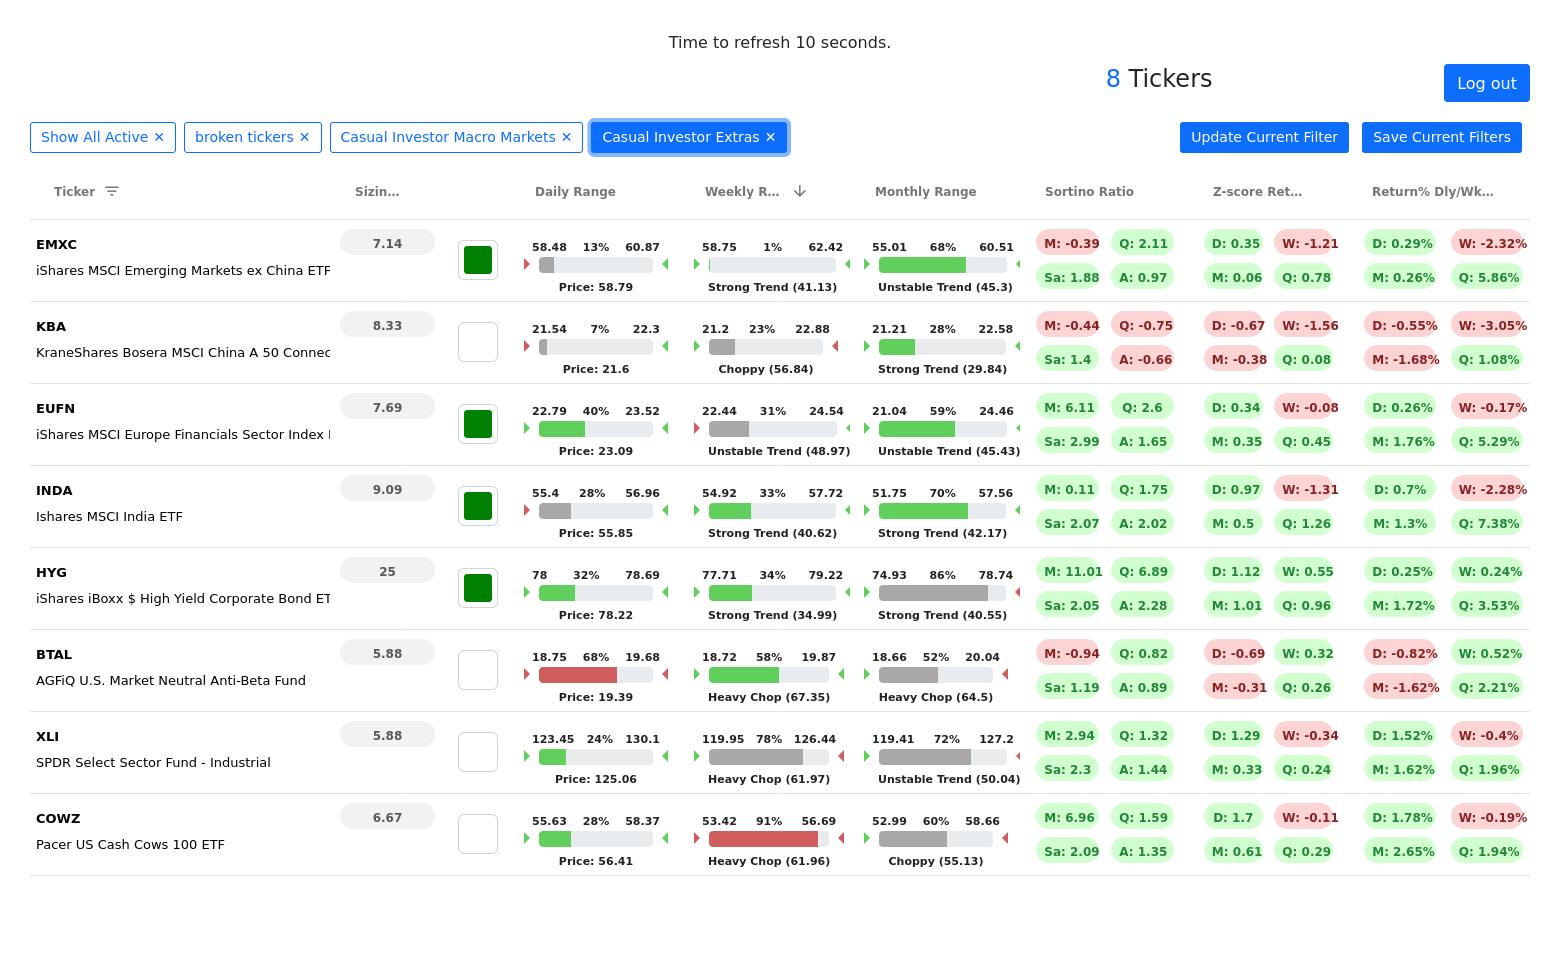 Time to refresh 10 seconds.
8 Tickers
Log out
Show All Active ✕ broken tickers ✕ Casual Investor Macro Markets ✕ Casual Investor Extras ✕ Update Current Filter Save Current Filters
Ticker Sizin… Daily Range Weekly R… Monthly Range Sortino Ratio Z-score Ret… Return% Dly/Wk…
EMXC 7.14 58.48 13% 60.87 58.75 1% 62.42 55.01 68% 60.51 M: -0.39 Q: 2.11 D: 0.35 W: -1.21 D: 0.29% W: -2.32%
iShares MSCI Emerging Markets ex China ETF Sa: 1.88 A: 0.97 M: 0.06 Q: 0.78 M: 0.26% Q: 5.86%
Price: 58.79 Strong Trend (41.13) Unstable Trend (45.3)
KBA 8.33 21.54 7% 22.3 21.2 23% 22.88 21.21 28% 22.58 M: -0.44 Q: -0.75 D: -0.67 W: -1.56 D: -0.55% W: -3.05%
KraneShares Bosera MSCI China A 50 Connec Sa: 1.4 A: -0.66 M: -0.38 Q: 0.08 M: -1.68% Q: 1.08%
Price: 21.6 Choppy (56.84) Strong Trend (29.84)
EUFN 7.69 22.79 40% 23.52 22.44 31% 24.54 21.04 59% 24.46 M: 6.11 Q: 2.6 D: 0.34 W: -0.08 D: 0.26% W: -0.17%
iShares MSCI Europe Financials Sector Index Sa: 2.99 A: 1.65 M: 0.35 Q: 0.45 M: 1.76% Q: 5.29%
Price: 23.09 Unstable Trend (48.97) Unstable Trend (45.43)
INDA 9.09 55.4 28% 56.96 54.92 33% 57.72 51.75 70% 57.56 M: 0.11 Q: 1.75 D: 0.97 W: -1.31 D: 0.7% W: -2.28%
Ishares MSCI India ETF Sa: 2.07 A: 2.02 M: 0.5 Q: 1.26 M: 1.3% Q: 7.38%
Price: 55.85 Strong Trend (40.62) Strong Trend (42.17)
HYG 25 78 32% 78.69 77.71 34% 79.22 74.93 86% 78.74 M: 11.01 Q: 6.89 D: 1.12 W: 0.55 D: 0.25% W: 0.24%
iShares iBoxx $ High Yield Corporate Bond ET Sa: 2.05 A: 2.28 M: 1.01 Q: 0.96 M: 1.72% Q: 3.53%
Price: 78.22 Strong Trend (34.99) Strong Trend (40.55)
BTAL 5.88 18.75 68% 19.68 18.72 58% 19.87 18.66 52% 20.04 M: -0.94 Q: 0.82 D: -0.69 W: 0.32 D: -0.82% W: 0.52%
AGFiQ U.S. Market Neutral Anti-Beta Fund Sa: 1.19 A: 0.89 M: -0.31 Q: 0.26 M: -1.62% Q: 2.21%
Price: 19.39 Heavy Chop (67.35) Heavy Chop (64.5)
XLI 5.88 123.45 24% 130.1 119.95 78% 126.44 119.41 72% 127.2 M: 2.94 Q: 1.32 D: 1.29 W: -0.34 D: 1.52% W: -0.4%
SPDR Select Sector Fund - Industrial Sa: 2.3 A: 1.44 M: 0.33 Q: 0.24 M: 1.62% Q: 1.96%
Price: 125.06 Heavy Chop (61.97) Unstable Trend (50.04)
COWZ 6.67 55.63 28% 58.37 53.42 91% 56.69 52.99 60% 58.66 M: 6.96 Q: 1.59 D: 1.7 W: -0.11 D: 1.78% W: -0.19%
Pacer US Cash Cows 100 ETF Sa: 2.09 A: 1.35 M: 0.61 Q: 0.29 M: 2.65% Q: 1.94%
Price: 56.41 Heavy Chop (61.96) Choppy (55.13)